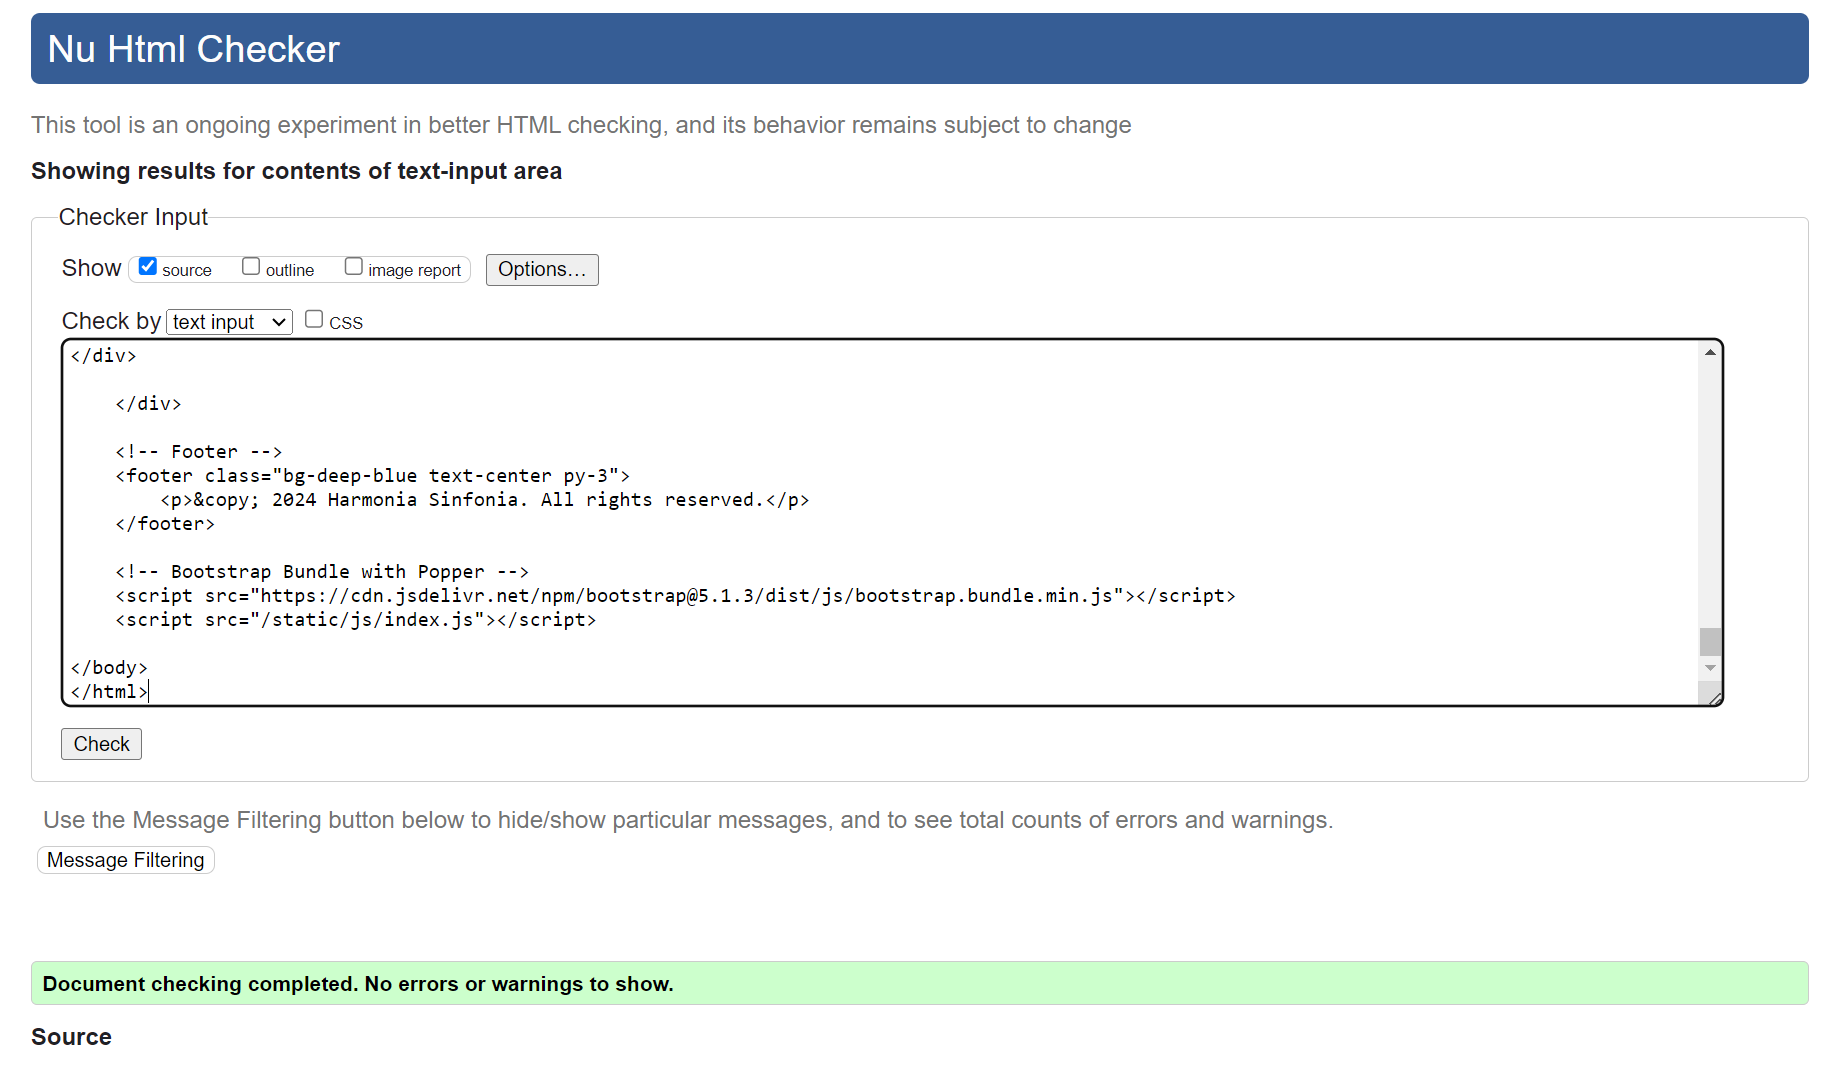 Nu Html Checker
This tool is an ongoing experiment in better HTML checking, and its behavior remains subject to change
Showing results for contents of text-input area
Checker Input
Show source outline image report Options...
Check by text input CSS
</div>
    </div>
    <!-- Footer -->
    <footer class="bg-deep-blue text-center py-3">
        <p>&copy; 2024 Harmonia Sinfonia. All rights reserved.</p>
    </footer>
    <!-- Bootstrap Bundle with Popper -->
    <script src="https://cdn.jsdelivr.net/npm/bootstrap@5.1.3/dist/js/bootstrap.bundle.min.js"></script>
    <script src="/static/js/index.js"></script>
</body>
</html>
Check
Use the Message Filtering button below to hide/show particular messages, and to see total counts of errors and warnings.
Message Filtering
Document checking completed. No errors or warnings to show.
Source